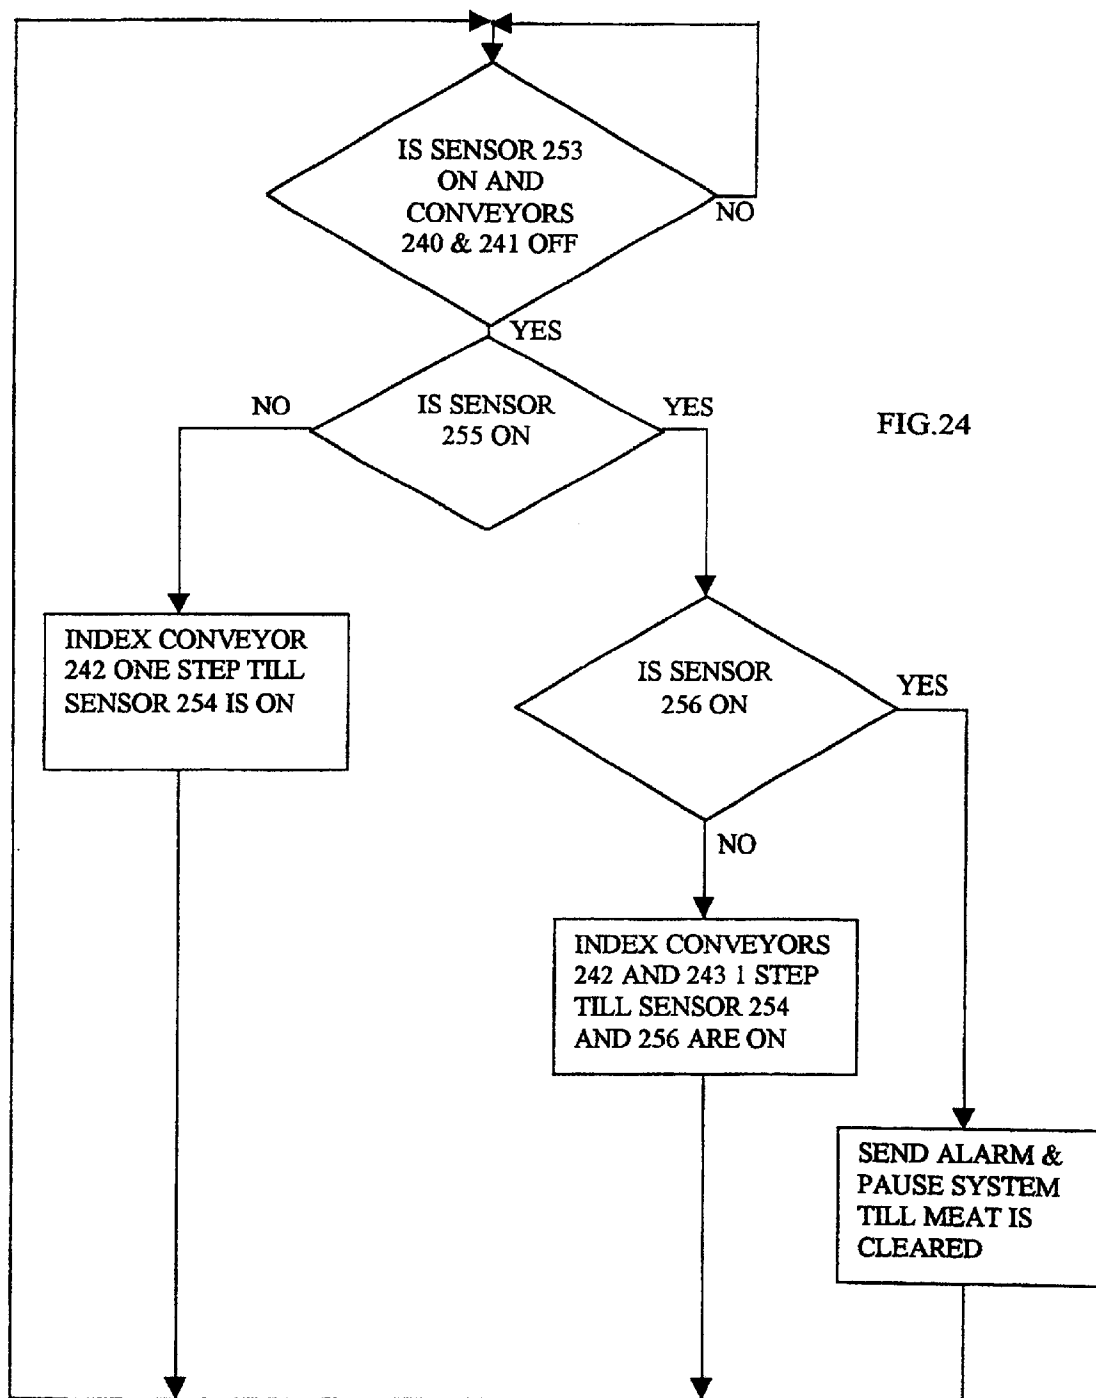 IS SENSOR 253
ON AND
CONVEYORS
240 & 241 OFF
NO
YES
NO
IS SENSOR
255 ON
YES
FIG.24
INDEX CONVEYOR
242 ONE STEP TILL
SENSOR 254 IS ON
IS SENSOR
256 ON
YES
NO
INDEX CONVEYORS
242 AND 243 1 STEP
TILL SENSOR 254
AND 256 ARE ON
SEND ALARM &
PAUSE SYSTEM
TILL MEAT IS
CLEARED